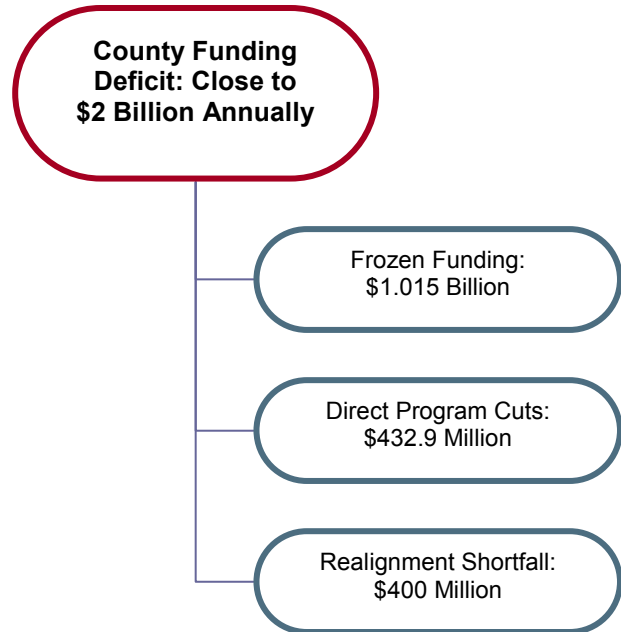 County Funding
Deficit: Close to
$2 Billion Annually
Frozen Funding:
$1.015 Billion
Direct Program Cuts:
$432.9 Million
Realignment Shortfall:
$400 Million